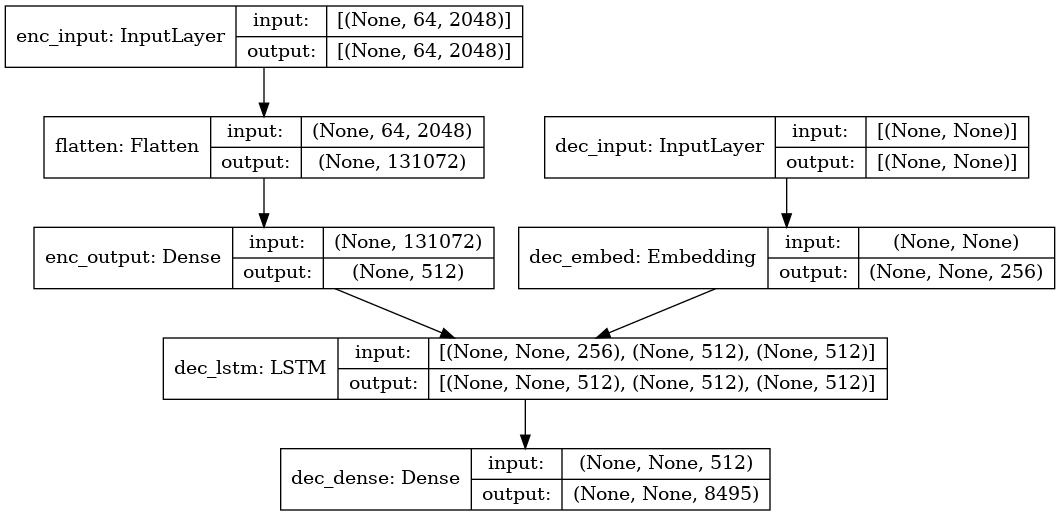 enc_input: InputLayer
input: [(None, 64, 2048)]
output: [(None, 64, 2048)]
flatten: Flatten
input: (None, 64, 2048)
output: (None, 131072)
dec_input: InputLayer
input: [(None, None)]
output: [(None, None)]
enc_output: Dense
input: (None, 131072)
output: (None, 512)
dec_embed: Embedding
input: (None, None)
output: (None, None, 256)
dec_lstm: LSTM
input: [(None, None, 256), (None, 512), (None, 512)]
output: [(None, None, 512), (None, 512), (None, 512)]
dec_dense: Dense
input: (None, None, 512)
output: (None, None, 8495)